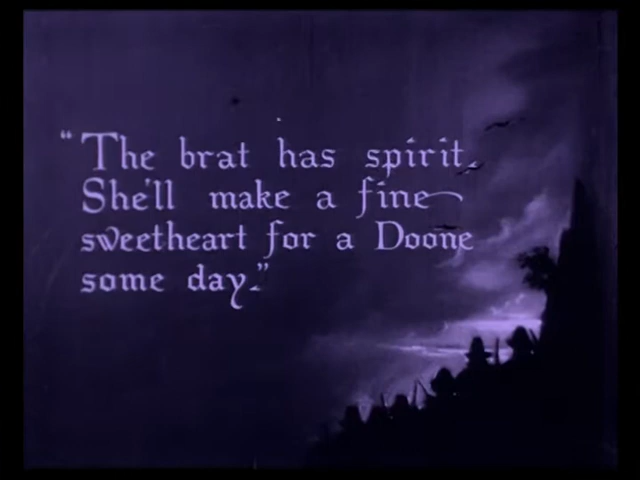 “The brat has spirit.
She'll make a fine
sweetheart for a Doone
some day.”